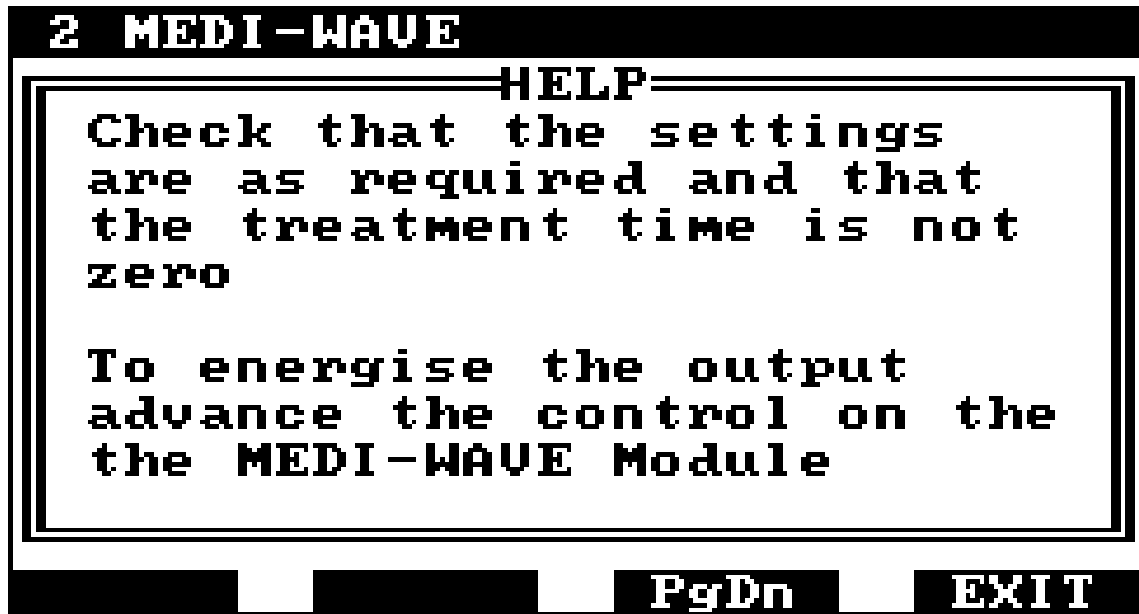 2 MEDI-WAVE
HELP
Check that the settings
are as required and that
the treatment time is not
zero
To energise the output
advance the control on the
the MEDI-WAVE Module
PgDn EXIT